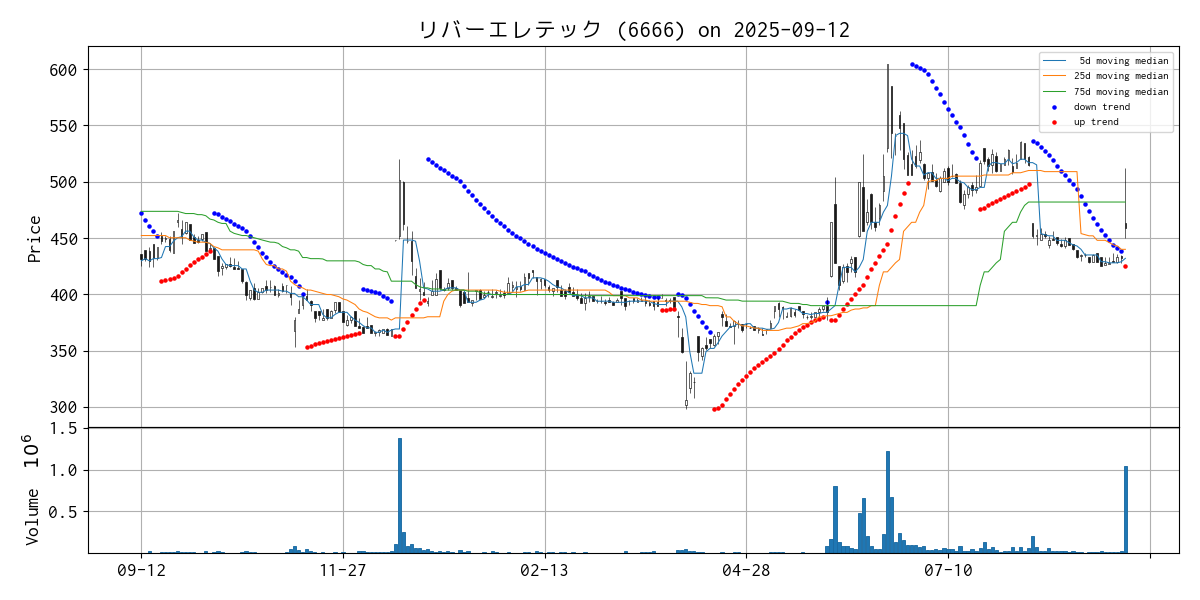 リバーエレテック (6666) on 2025-09-12
Price
600
550
500
450
400
350
300
5d moving median
25d moving median
75d moving median
down trend
up trend
Volume 10^6
1.5
1.0
0.5
09-12 11-27 02-13 04-28 07-10